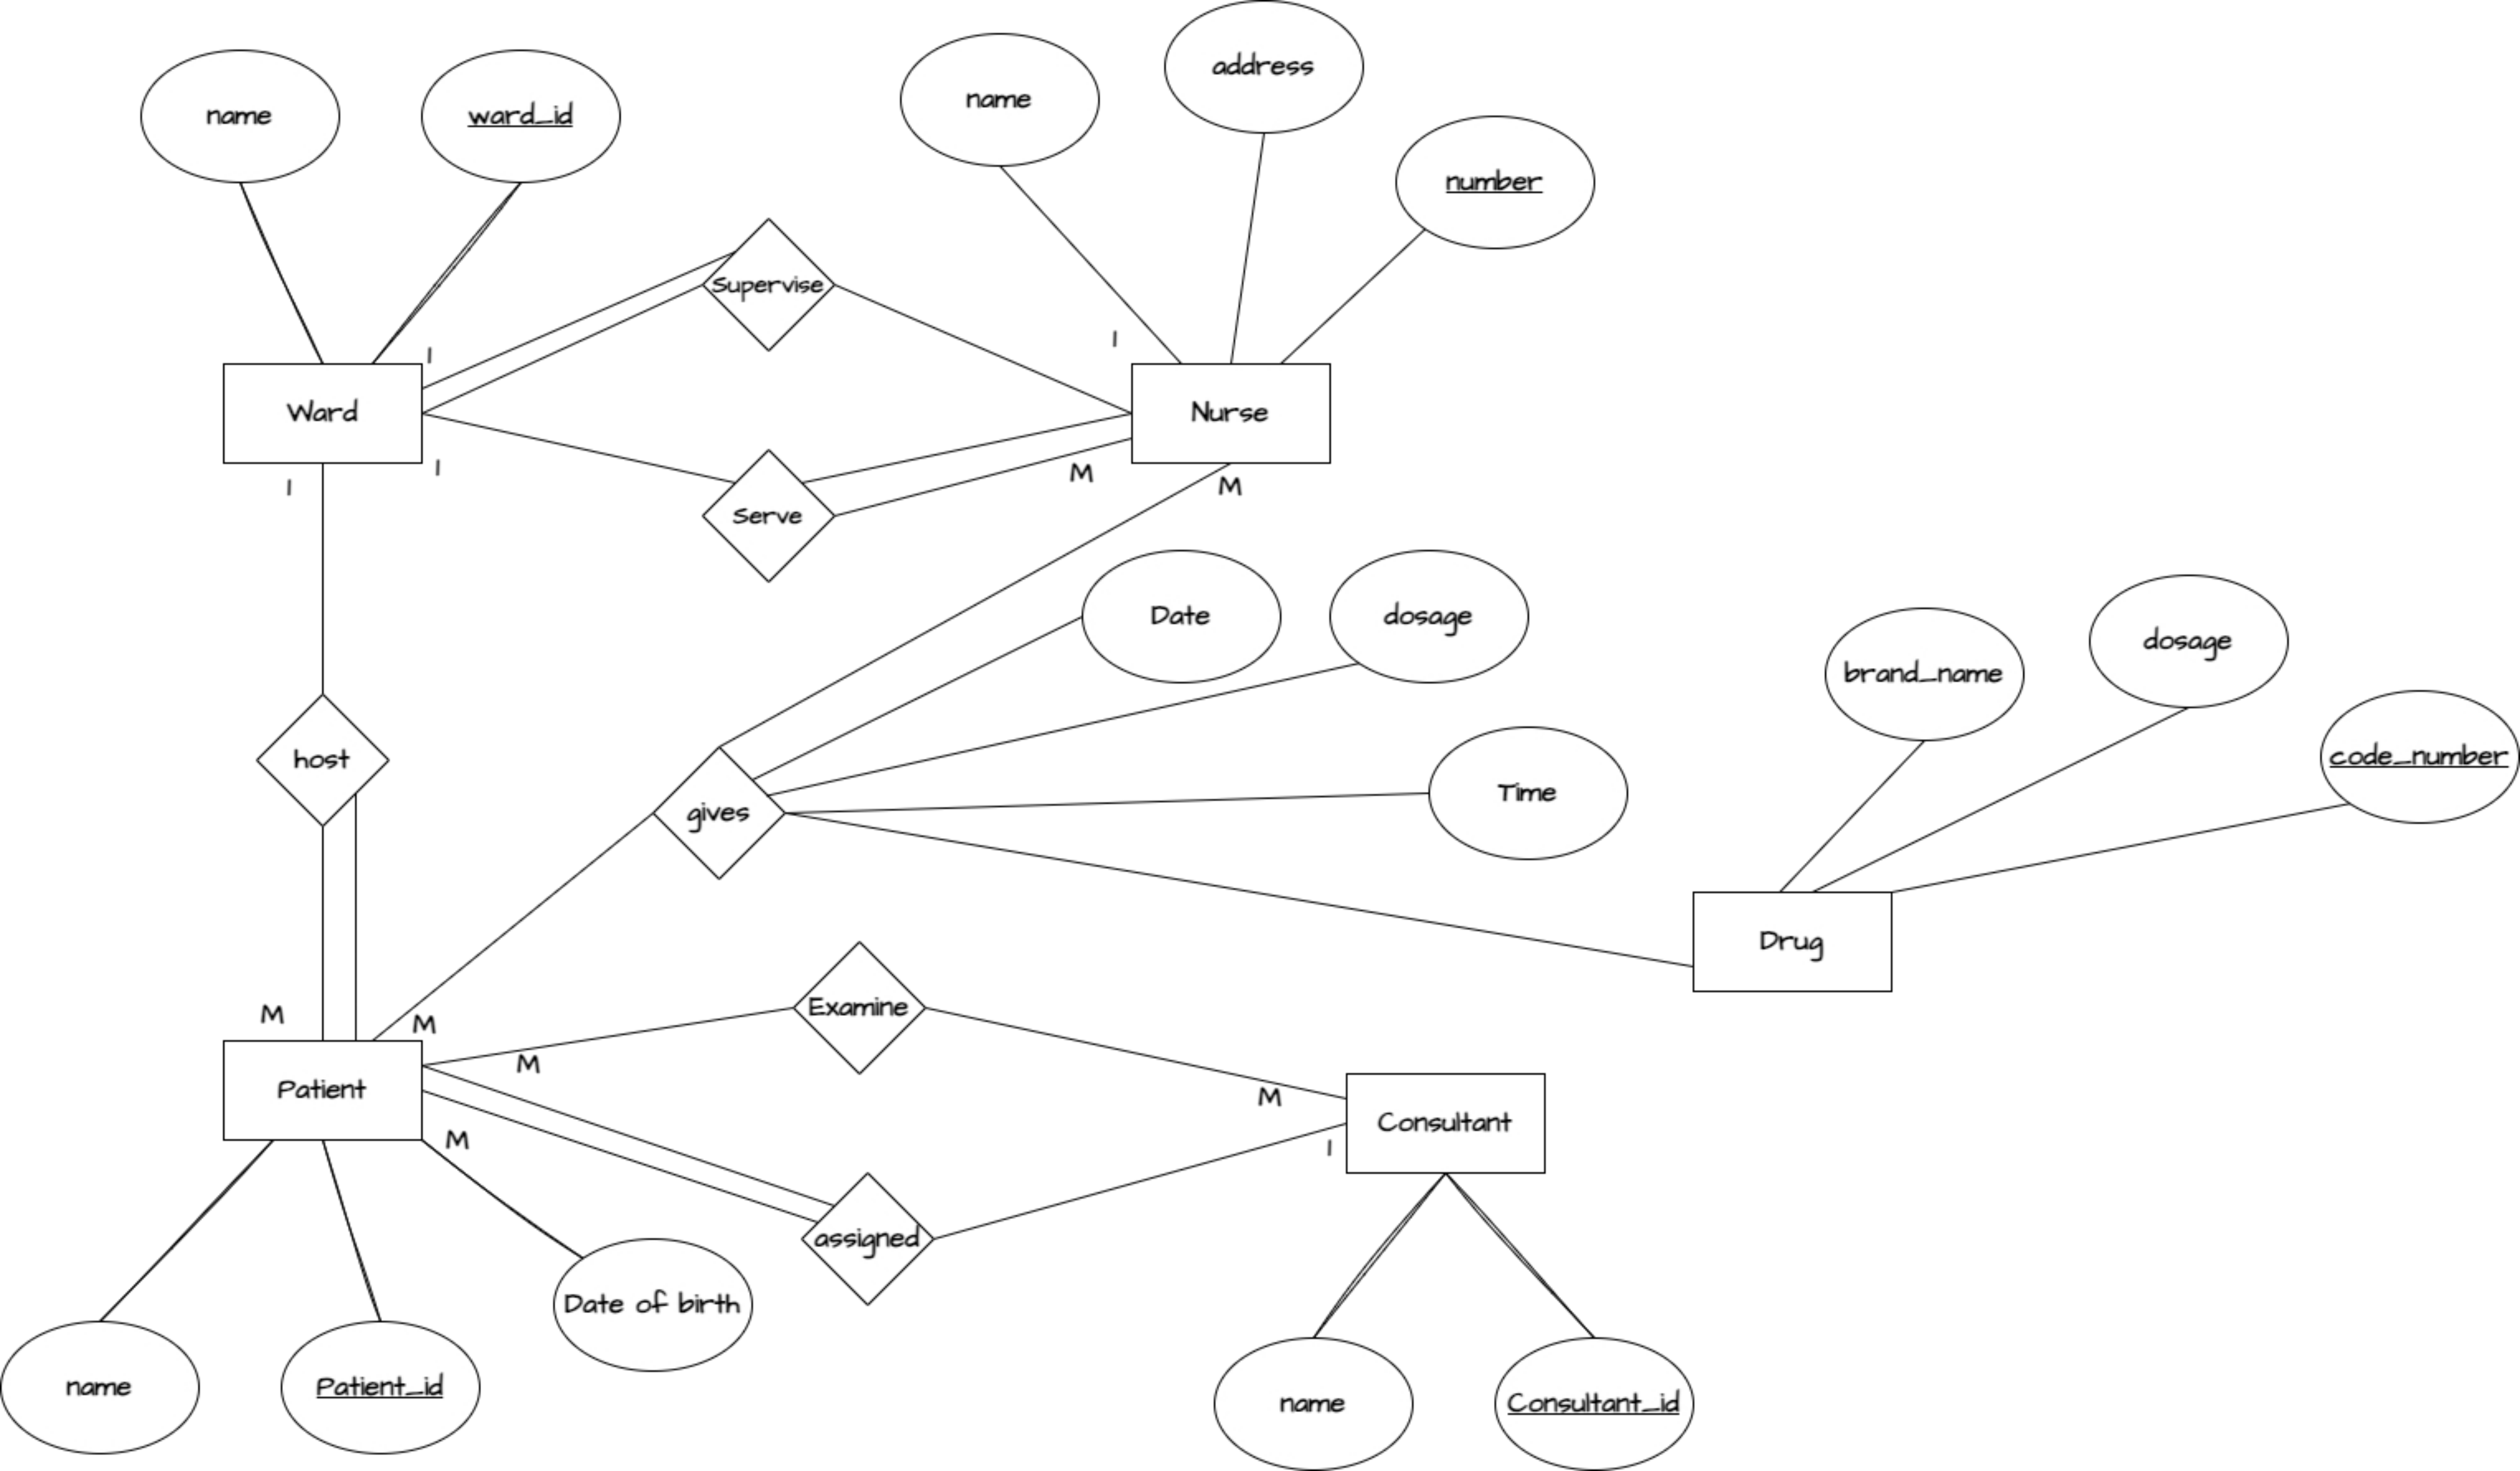 address
name
name
ward_id
number
Supervise
1
1
Ward
Nurse
1
M
1
M
Serve
Date
dosage
dosage
brand_name
host
code_number
Time
gives
Drug
Examine
M
M
M
M
Patient
Consultant
M
1
assigned
Date of birth
name
Patient_id
name
Consultant_id